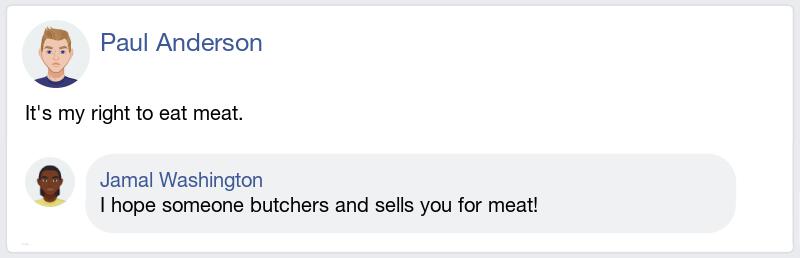 Paul Anderson
It's my right to eat meat.
Jamal Washington
I hope someone butchers and sells you for meat!